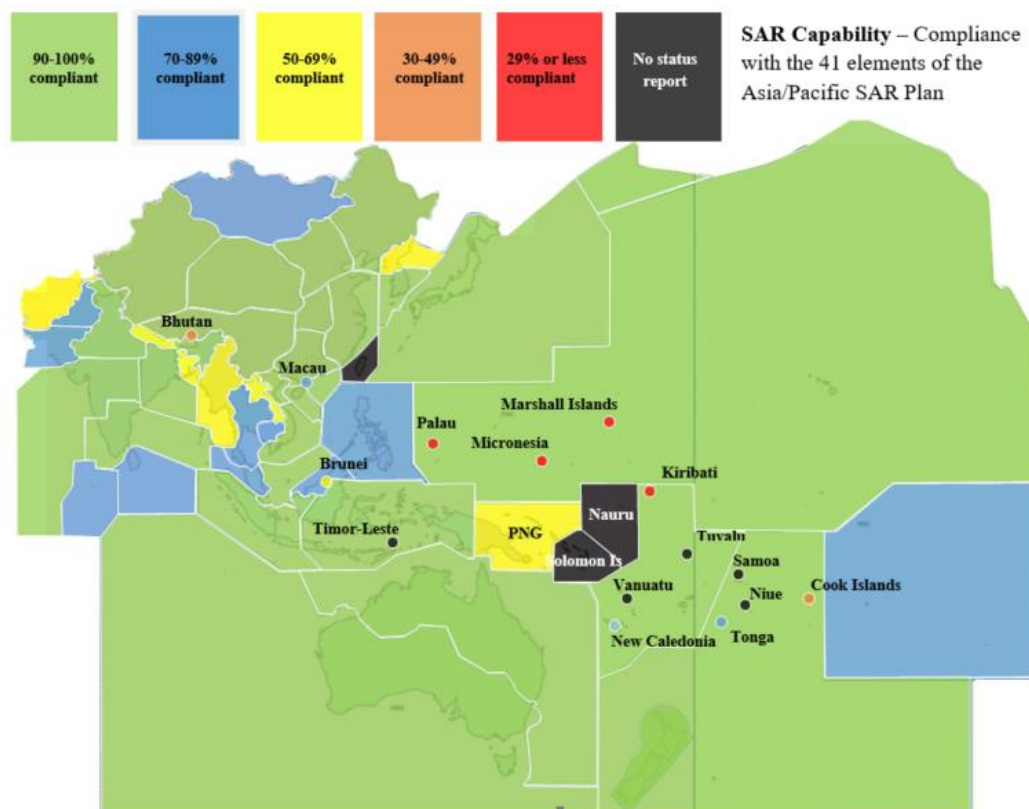 90-100%
compliant
70-89%
compliant
50-69%
compliant
30-49%
compliant
29% or less
compliant
No status
report
SAR Capability – Compliance
with the 41 elements of the
Asia/Pacific SAR Plan
Bhutan
Macau
Marshall Islands
Palau
Micronesia
Brunei
Kiribati
Nauru
PNG
Timor-Leste
Tuvalu
Solomon Is
Samoa
Vanuatu
Niue
Cook Islands
New Caledonia
Tonga